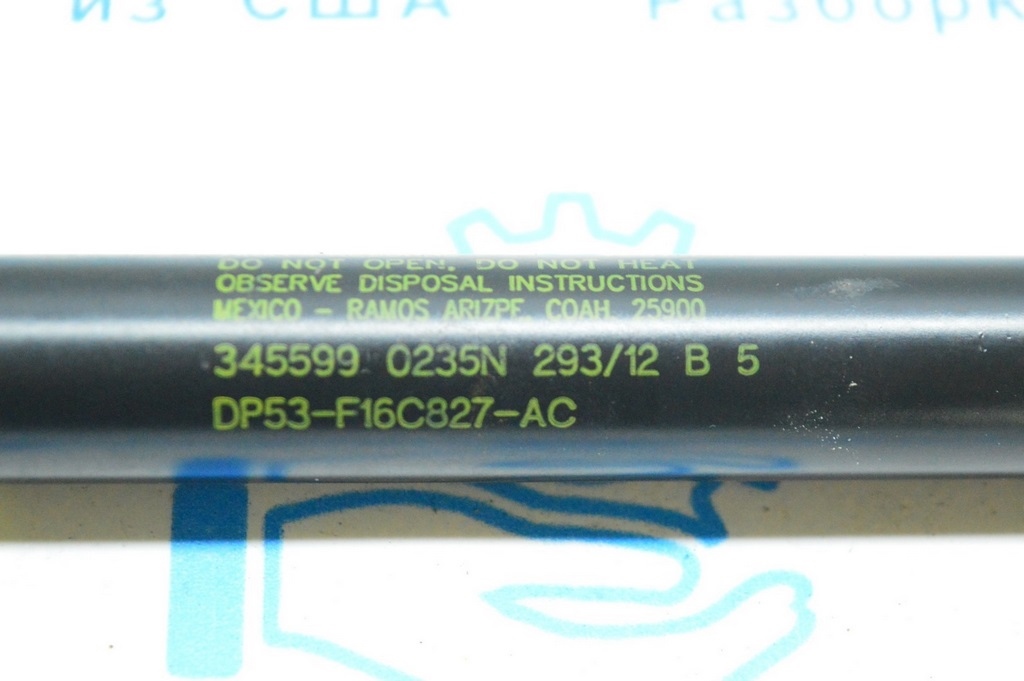 из США Разборк
DO NOT OPEN. DO NOT HEAT
OBSERVE DISPOSAL INSTRUCTIONS
MEXICO - RAMOS ARIZPE, COAH. 25900
345599 0235N 293/12 B 5
DP53-F16C827-AC